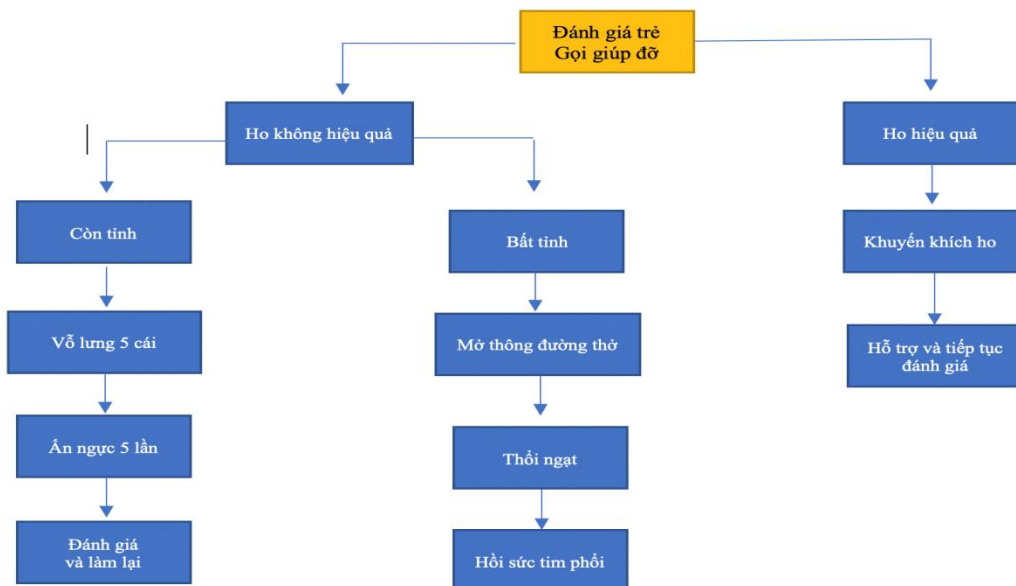 Đánh giá trẻ
Gọi giúp đỡ
Ho không hiệu quả
Ho hiệu quả
Còn tỉnh
Bất tỉnh
Khuyến khích ho
Vỗ lưng 5 cái
Mở thông đường thở
Hỗ trợ và tiếp tục
đánh giá
Ấn ngực 5 lần
Thổi ngạt
Đánh giá
và làm lại
Hồi sức tim phổi